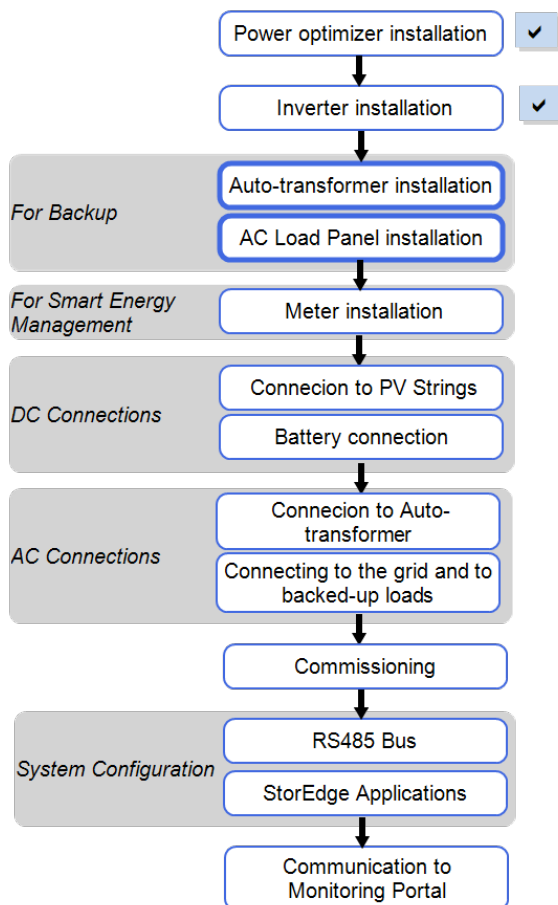 Power optimizer installation
Inverter installation
For Backup
Auto-transformer installation
AC Load Panel installation
For Smart Energy
Management
Meter installation
DC Connections
Connecion to PV Strings
Battery connection
AC Connections
Connecion to Auto-
transformer
Connecting to the grid and to
backed-up loads
Commissioning
System Configuration
RS485 Bus
StorEdge Applications
Communication to
Monitoring Portal